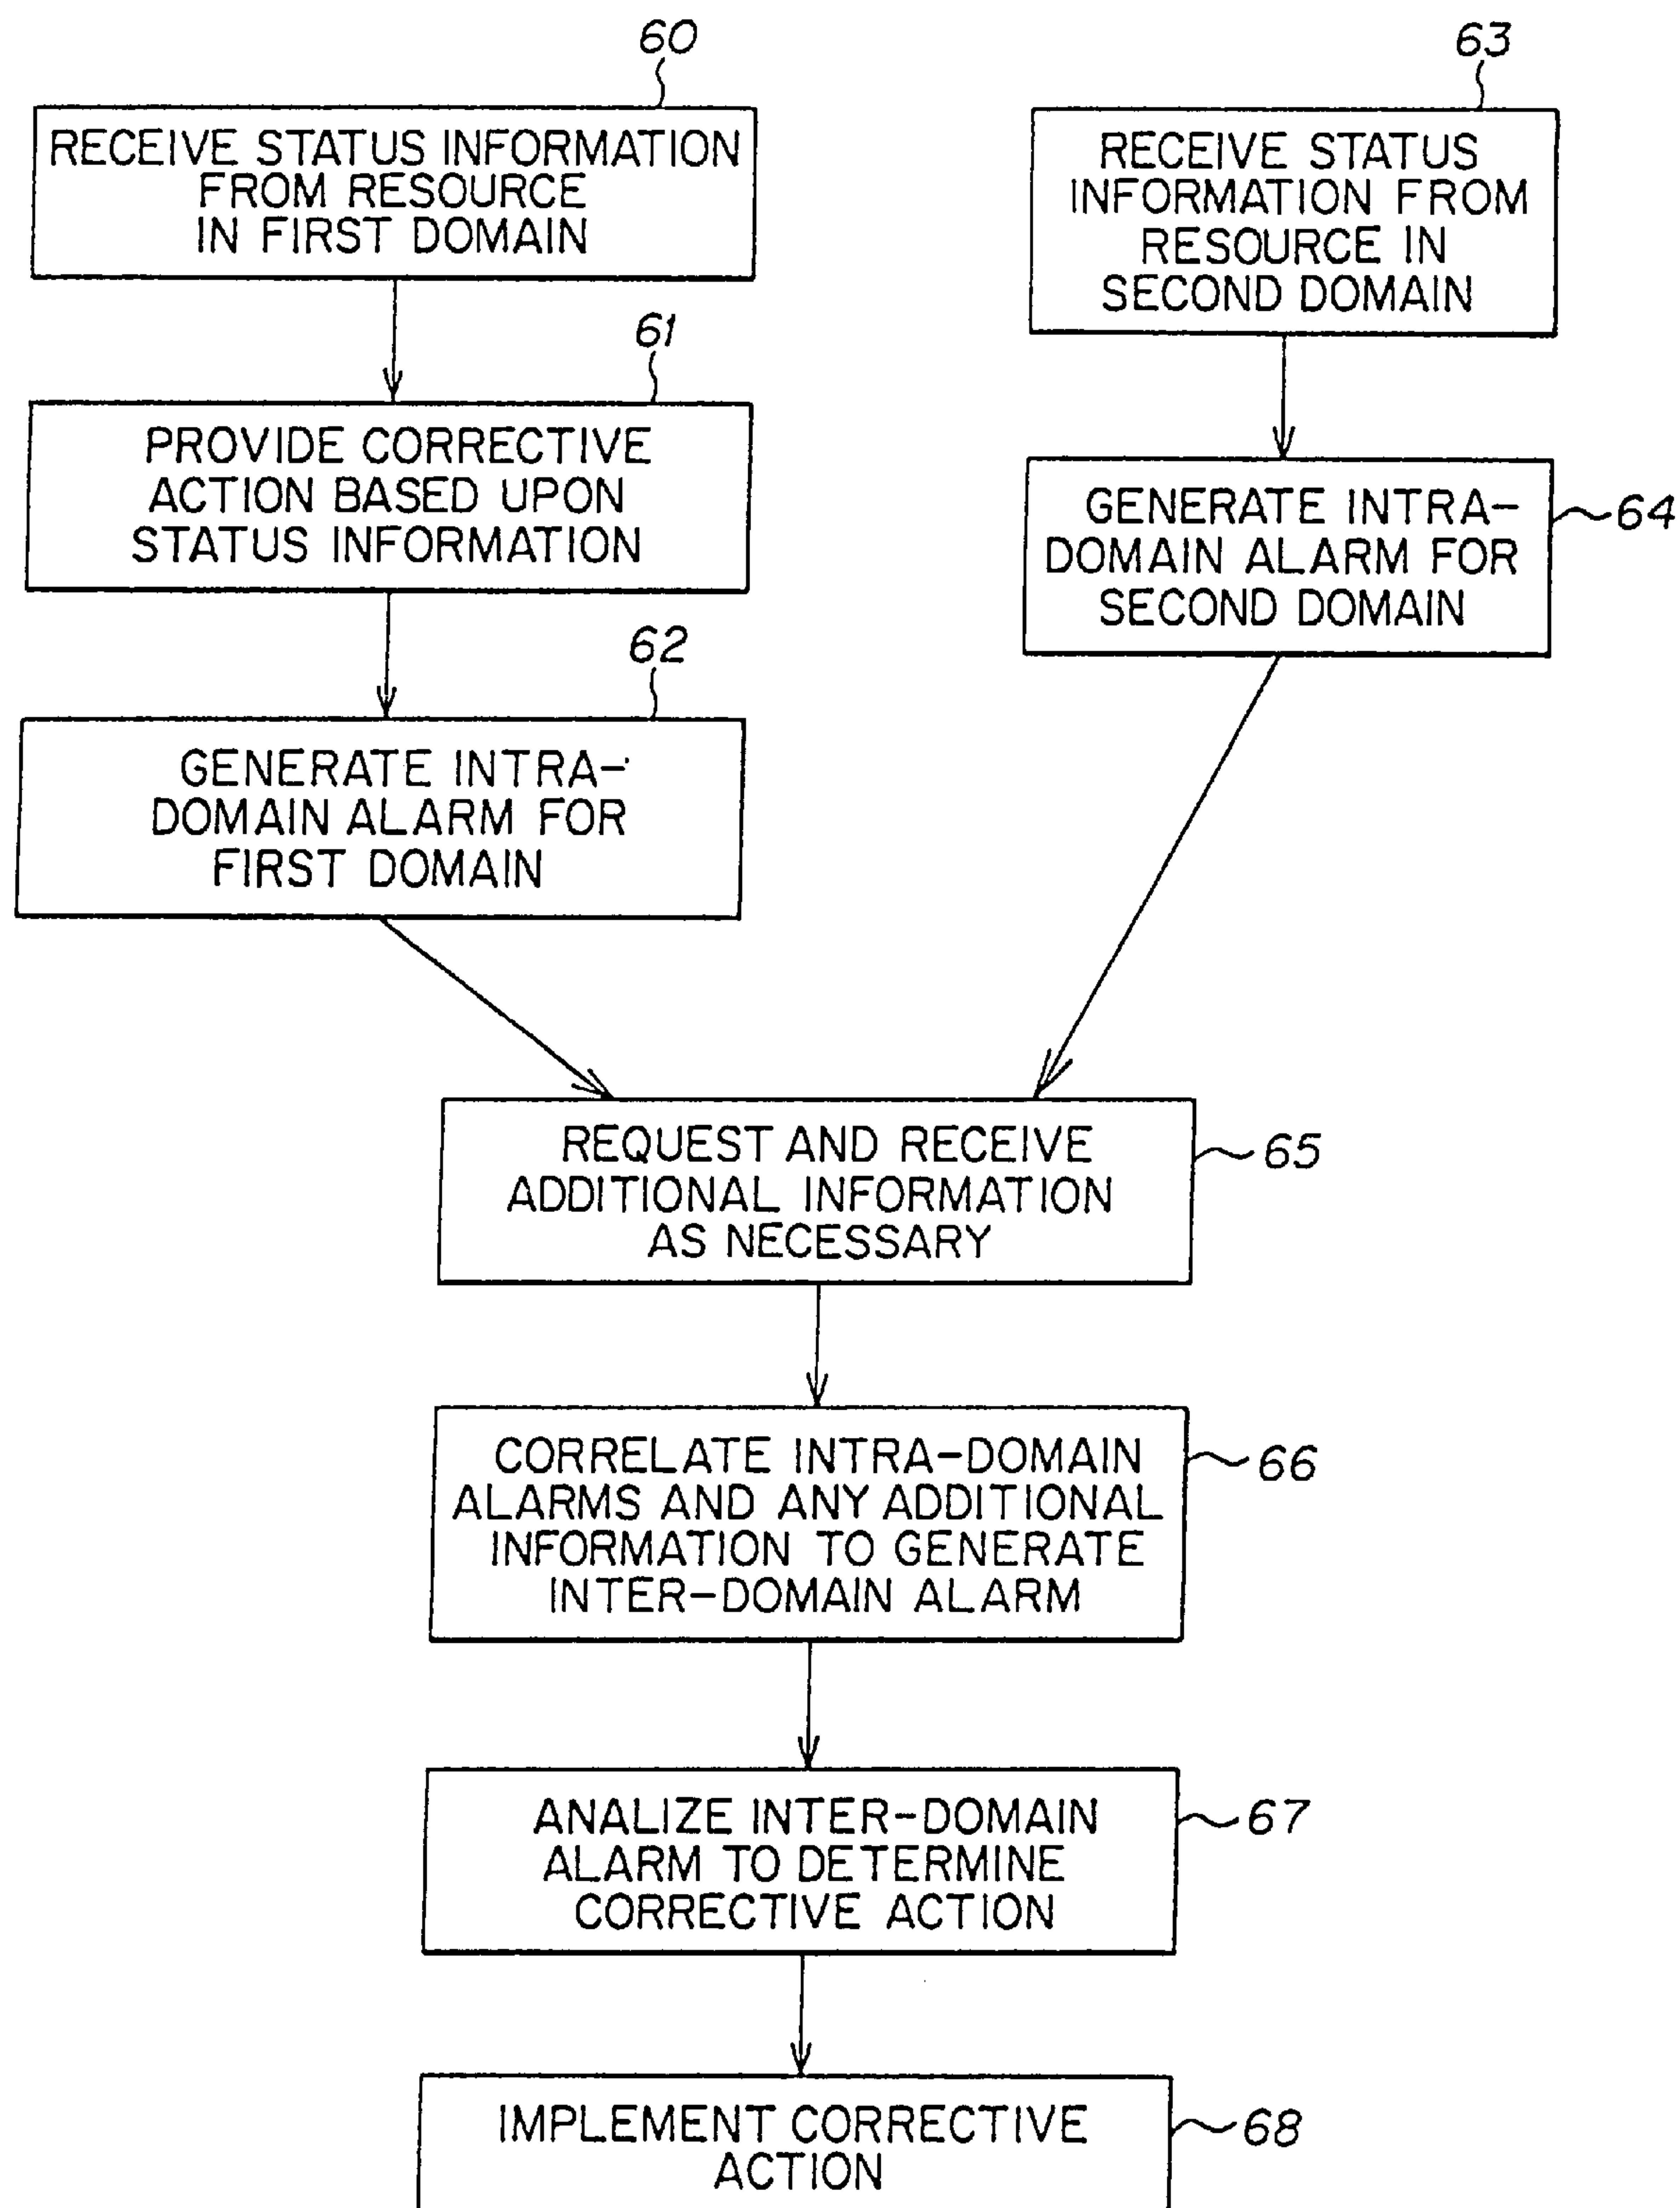 60
RECEIVE STATUS INFORMATION
FROM RESOURCE
IN FIRST DOMAIN
61
PROVIDE CORRECTIVE
ACTION BASED UPON
STATUS INFORMATION
62
GENERATE INTRA-
DOMAIN ALARM FOR
FIRST DOMAIN
63
RECEIVE STATUS
INFORMATION FROM
RESOURCE IN
SECOND DOMAIN
GENERATE INTRA-
DOMAIN ALARM FOR
SECOND DOMAIN
64
REQUEST AND RECEIVE
ADDITIONAL INFORMATION
AS NECESSARY
65
CORRELATE INTRA-DOMAIN
ALARMS AND ANY ADDITIONAL
INFORMATION TO GENERATE
INTER-DOMAIN ALARM
66
ANALIZE INTER-DOMAIN
ALARM TO DETERMINE
CORRECTIVE ACTION
67
IMPLEMENT CORRECTIVE
ACTION
68